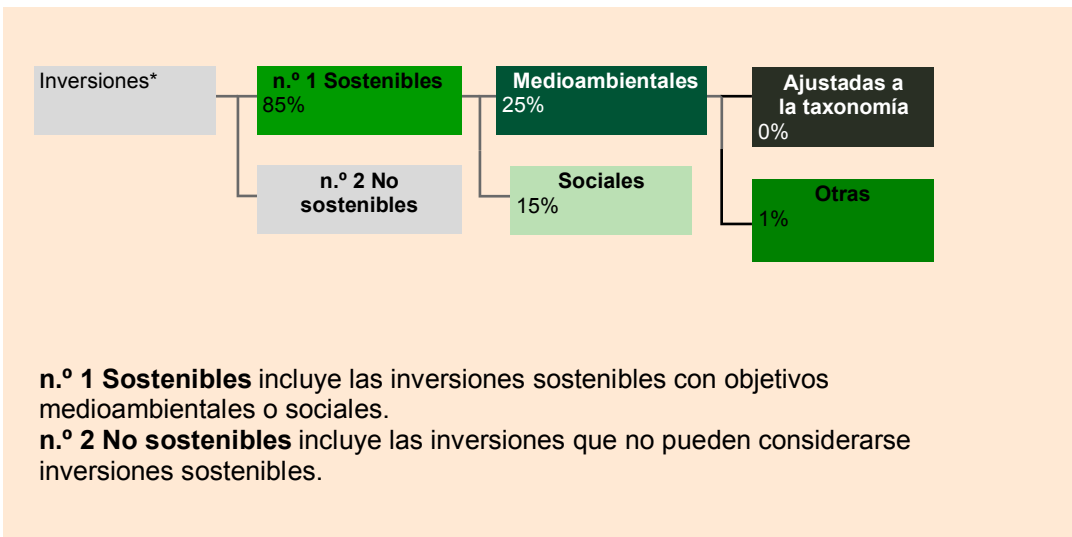 Inversiones*
n.º 1 Sostenibles
85%
Medioambientales
25%
Ajustadas a
la taxonomía
0%
n.º 2 No
sostenibles
Sociales
15%
Otras
1%
n.º 1 Sostenibles incluye las inversiones sostenibles con objetivos
medioambientales o sociales.
n.º 2 No sostenibles incluye las inversiones que no pueden considerarse
inversiones sostenibles.